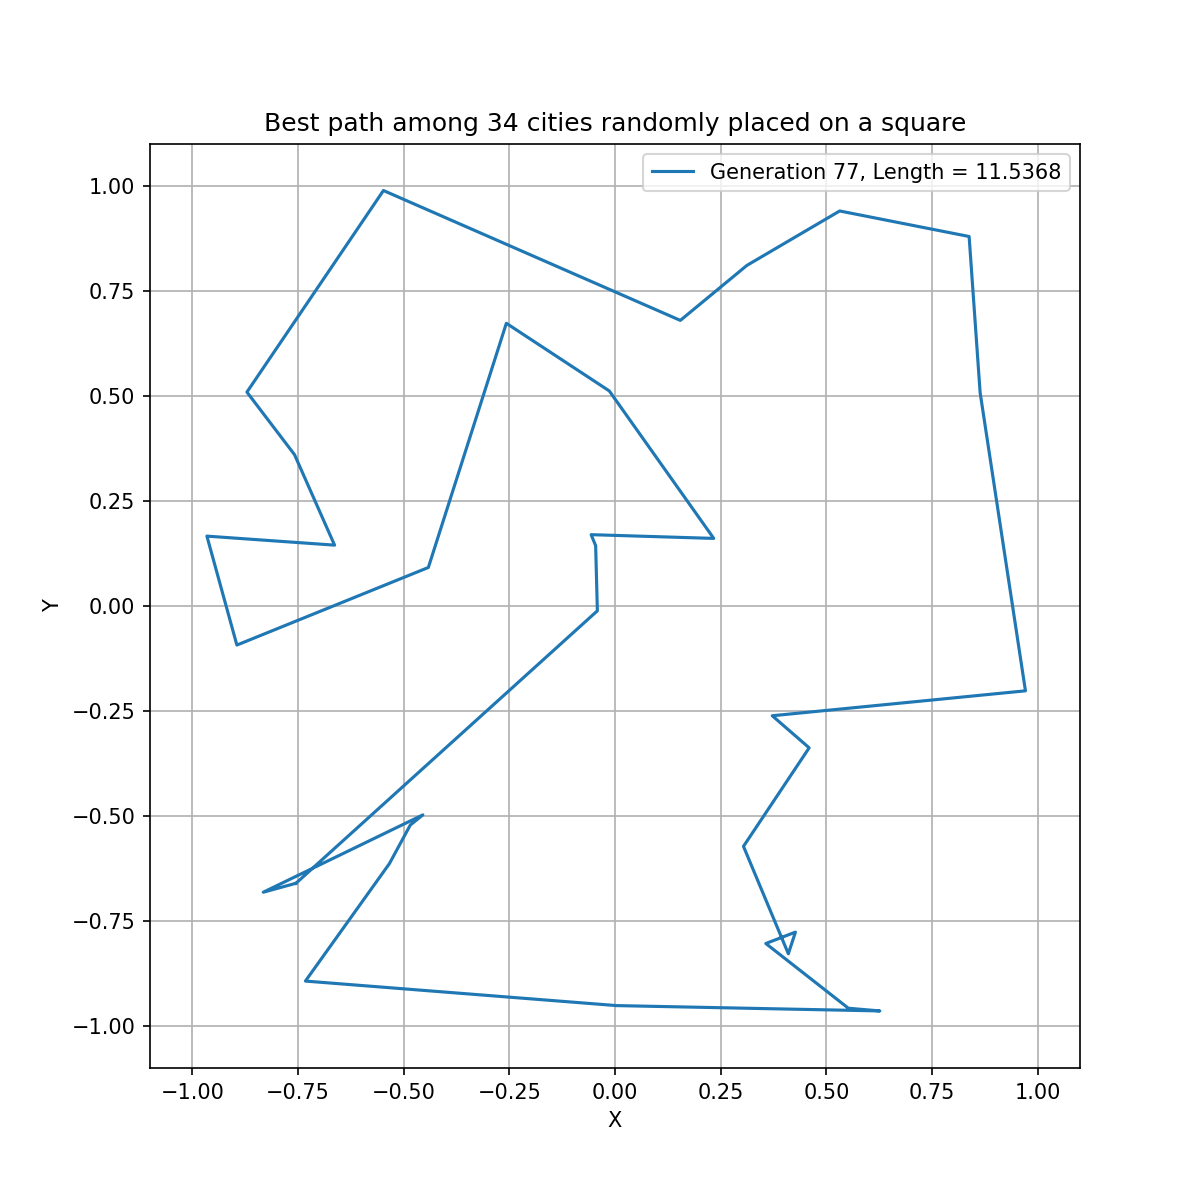 Best path among 34 cities randomly placed on a square
Generation 77, Length = 11.5368
1.00
0.75
0.50
0.25
0.00
−0.25
−0.50
−0.75
−1.00
Y
−1.00 −0.75 −0.50 −0.25 0.00 0.25 0.50 0.75 1.00
X